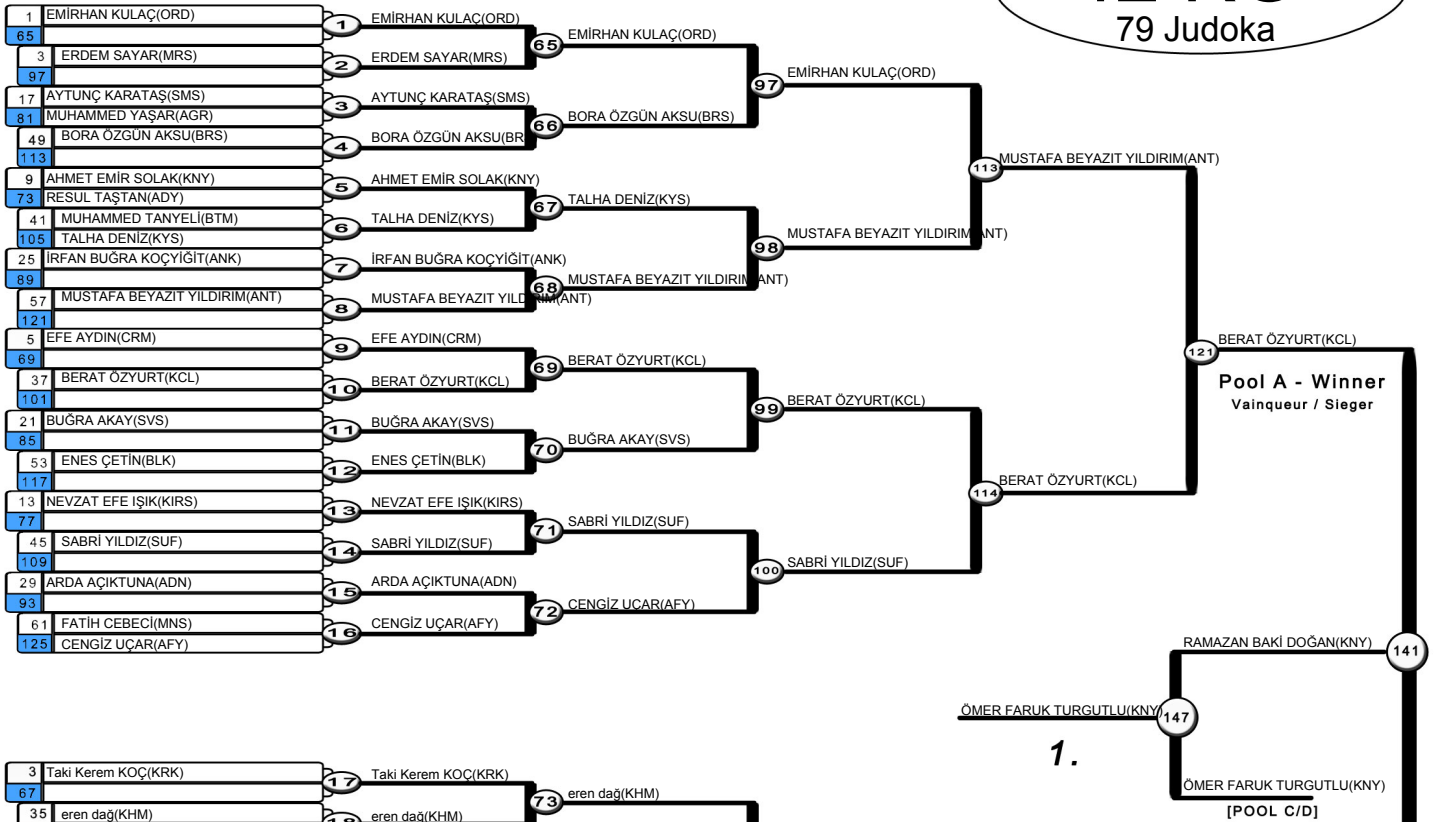 79 Judoka
1 EMİRHAN KULAÇ(ORD)
65
3 ERDEM SAYAR(MRS)
97
17 AYTUNÇ KARATAŞ(SMS)
81 MUHAMMED YAŞAR(AGR)
49 BORA ÖZGÜN AKSU(BRS)
113
9 AHMET EMİR SOLAK(KNY)
73 RESUL TAŞTAN(ADY)
41 MUHAMMED TANYELİ(BTM)
105 TALHA DENİZ(KYS)
25 İRFAN BUĞRA KOÇYİĞİT(ANK)
89
57 MUSTAFA BEYAZIT YILDIRIM(ANT)
121
5 EFE AYDIN(CRM)
69
37 BERAT ÖZYURT(KCL)
101
21 BUĞRA AKAY(SVS)
85
53 ENES ÇETİN(BLK)
117
13 NEVZAT EFE IŞIK(KIRS)
77
45 SABRİ YILDIZ(SUF)
109
29 ARDA AÇIKTUNA(ADN)
93
61 FATİH CEBECİ(MNS)
125 CENGİZ UÇAR(AFY)
1 EMİRHAN KULAÇ(ORD)
2 ERDEM SAYAR(MRS)
3 AYTUNÇ KARATAŞ(SMS)
4 BORA ÖZGÜN AKSU(BR
5 AHMET EMİR SOLAK(KNY)
6 TALHA DENİZ(KYS)
7 İRFAN BUĞRA KOÇYİĞİT(ANK)
8 MUSTAFA BEYAZIT YILDIRIM(ANT)
9 EFE AYDIN(CRM)
10 BERAT ÖZYURT(KCL)
11 BUĞRA AKAY(SVS)
12 ENES ÇETİN(BLK)
13 NEVZAT EFE IŞIK(KIRS)
14 SABRİ YILDIZ(SUF)
15 ARDA AÇIKTUNA(ADN)
16 CENGİZ UÇAR(AFY)
65 EMİRHAN KULAÇ(ORD)
66 BORA ÖZGÜN AKSU(BRS)
67 TALHA DENİZ(KYS)
68 MUSTAFA BEYAZIT YILDIRIM(ANT)
69 BERAT ÖZYURT(KCL)
70 BUĞRA AKAY(SVS)
71 SABRİ YILDIZ(SUF)
72 CENGİZ UÇAR(AFY)
97 EMİRHAN KULAÇ(ORD)
98 MUSTAFA BEYAZIT YILDIRIM(ANT)
99 BERAT ÖZYURT(KCL)
100 SABRİ YILDIZ(SUF)
113 MUSTAFA BEYAZIT YILDIRIM(ANT)
114 BERAT ÖZYURT(KCL)
121 BERAT ÖZYURT(KCL)
Pool A - Winner
Vainqueur / Sieger
RAMAZAN BAKİ DOĞAN(KNY) 141
ÖMER FARUK TURGUTLU(KNY) 147
1.
ÖMER FARUK TURGUTLU(KNY)
[POOL C/D]
3 Taki Kerem KOÇ(KRK)
67
35 eren dağ(KHM)
17 Taki Kerem KOÇ(KRK)
eren dağ(KHM)
73 eren dağ(KHM)